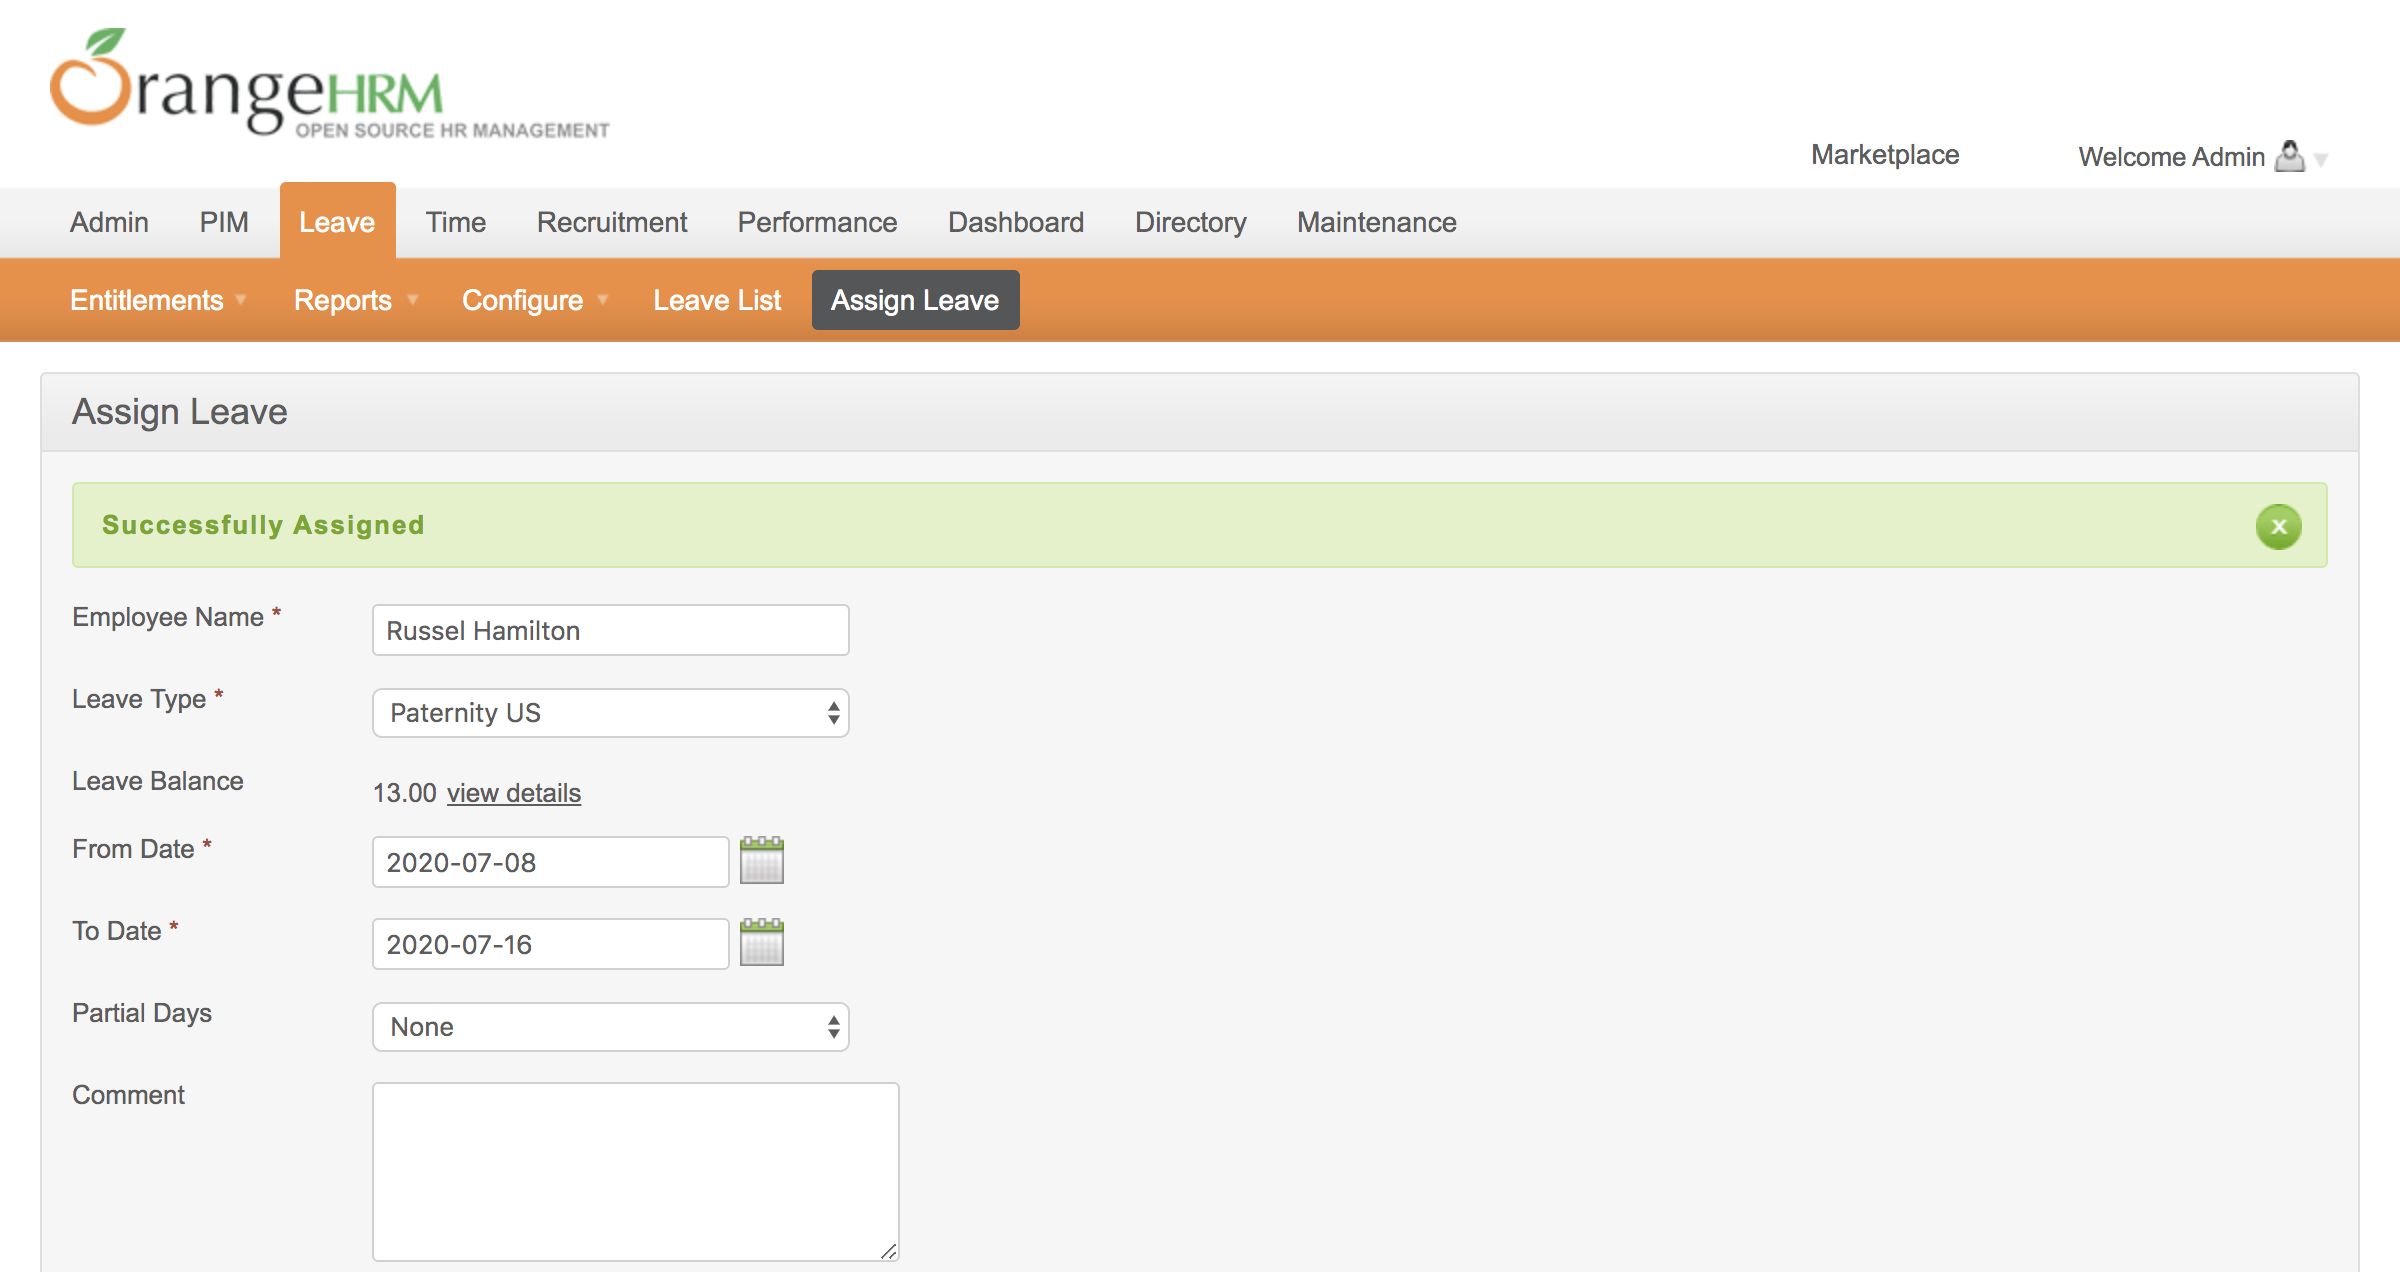 OrangeHRM
OPEN SOURCE HR MANAGEMENT
Marketplace
Welcome Admin
Admin PIM Leave Time Recruitment Performance Dashboard Directory Maintenance
Entitlements Reports Configure Leave List Assign Leave
Assign Leave
Successfully Assigned
x
Employee Name * Russel Hamilton
Leave Type * Paternity US
Leave Balance 13.00 view details
From Date * 2020-07-08
To Date * 2020-07-16
Partial Days None
Comment